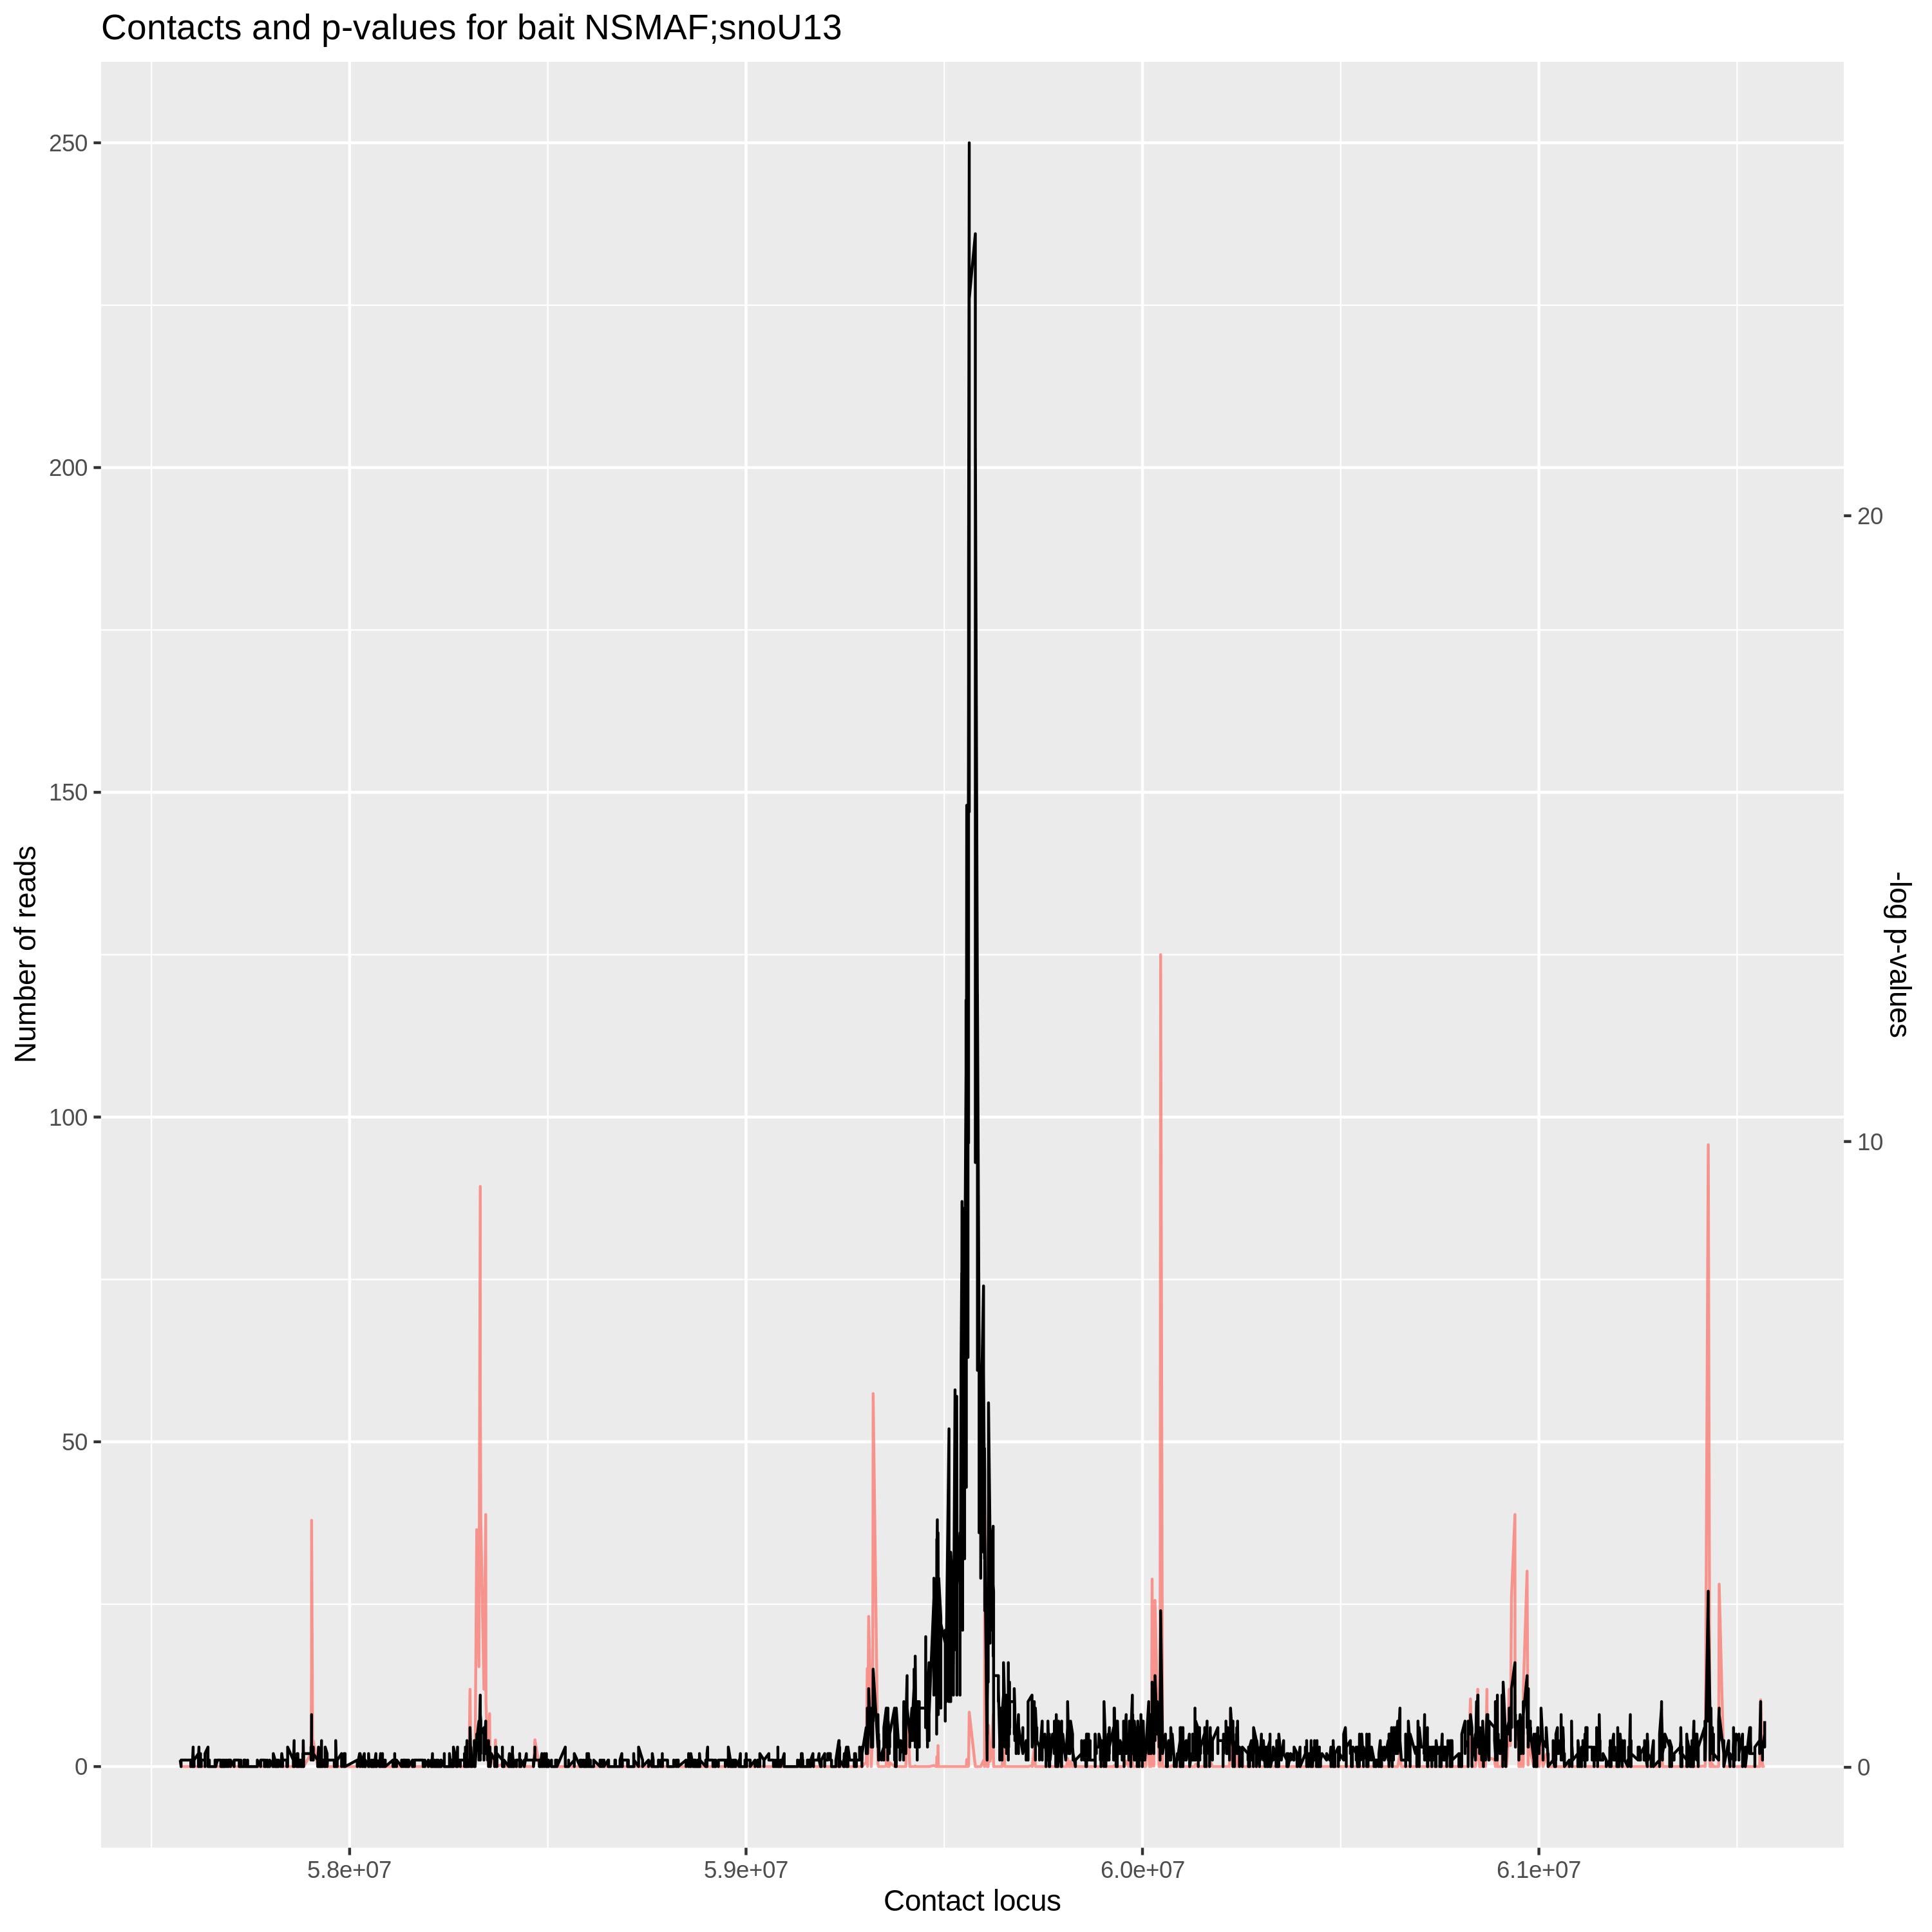 Contacts and p-values for bait NSMAF;snoU13
250
200
150
100
50
0
Number of reads
20
10
0
-log p-values
5.8e+07
5.9e+07
6.0e+07
6.1e+07
Contact locus